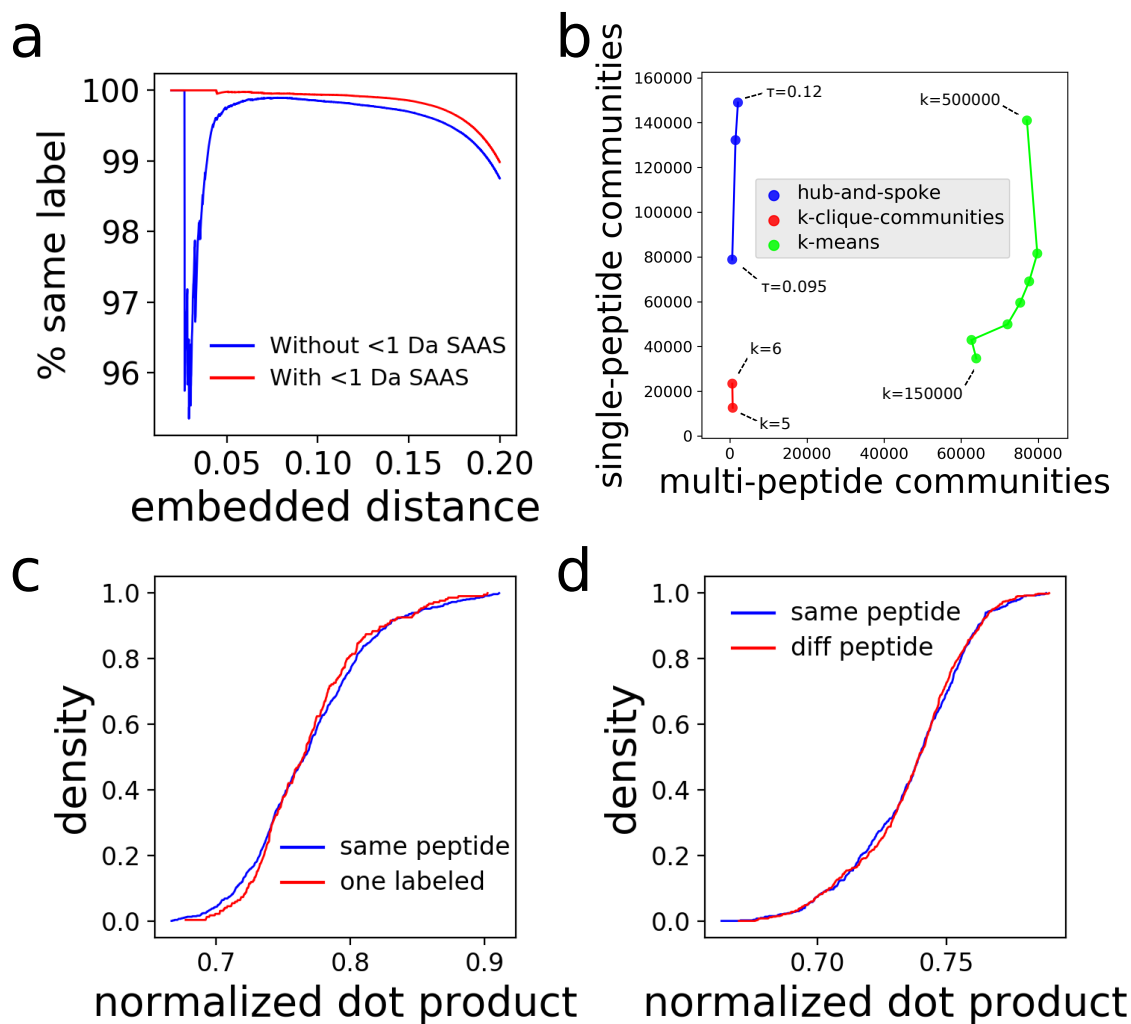 a
% same label
100
99
98
97
96
Without <1 Da SAAS
With <1 Da SAAS
0.05
0.10
0.15
0.20
embedded distance
b
single-peptide communities
160000
140000
120000
100000
80000
60000
40000
20000
0
τ=0.12
k=500000
hub-and-spoke
k-clique-communities
k-means
τ=0.095
k=6
k=150000
k=5
0
20000
40000
60000
80000
multi-peptide communities
c
density
1.0
0.8
0.6
0.4
0.2
0.0
same peptide
one labeled
0.7
0.8
0.9
normalized dot product
d
density
1.0
0.8
0.6
0.4
0.2
0.0
same peptide
diff peptide
0.70
0.75
normalized dot product